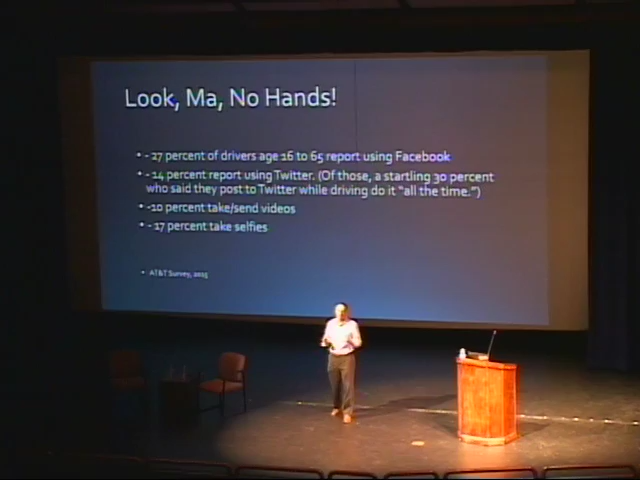 Look, Ma, No Hands!
• - 27 percent of drivers age 16 to 65 report using Facebook
• - 14 percent report using Twitter. (Of those, a startling 30 percent
who said they post to Twitter while driving do it “all the time.”)
• -10 percent take/send videos
• - 17 percent take selfies
• AT&T Survey, 2015